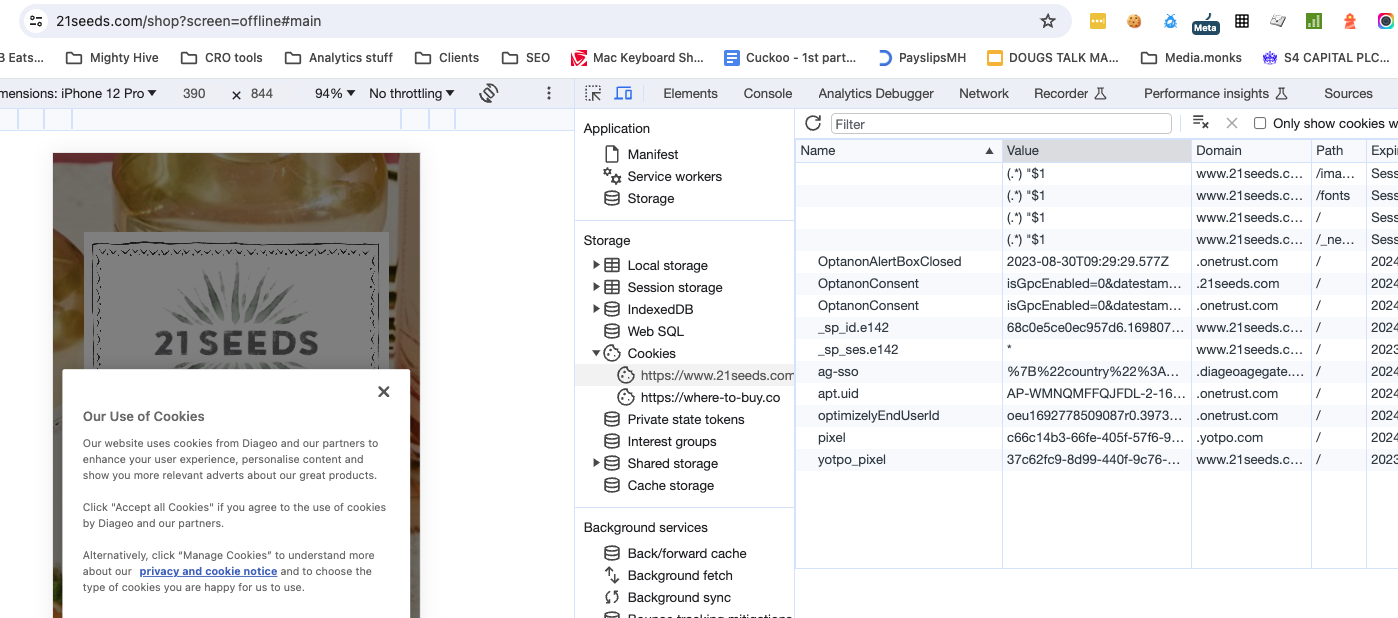 21seeds.com/shop?screen=offline#main
Meta
B Eats... Mighty Hive CRO tools Analytics stuff Clients SEO Mac Keyboard Sh... Cuckoo - 1st part... PayslipsMH DOUGS TALK MA... Media.monks S4 CAPITAL PLC...
mensions: iPhone 12 Pro ▼ 390 × 844 94% ▼ No throttling ▼
Elements Console Analytics Debugger Network Recorder Performance insights Sources
Application
Manifest
Service workers
Storage
Storage
Local storage
Session storage
IndexedDB
Web SQL
Cookies
https://www.21seeds.com
https://where-to-buy.co
Private state tokens
Interest groups
Shared storage
Cache storage
Background services
Back/forward cache
Background fetch
Background sync
Bounce tracking mitigations
Filter Only show cookies w
Name ▲ Value Domain Path Expi
(.*) "$1 www.21seeds.c... /ima... Sess
(.*) "$1 www.21seeds.c... /fonts Sess
(.*) "$1 www.21seeds.c... / Sess
(.*) "$1 www.21seeds.c... /_ne... Sess
OptanonAlertBoxClosed 2023-08-30T09:29:29.577Z .onetrust.com / 2024
OptanonConsent isGpcEnabled=0&datestam... .21seeds.com / 2024
OptanonConsent isGpcEnabled=0&datestam... .onetrust.com / 2024
_sp_id.e142 68c0e5ce0ec957d6.169807... www.21seeds.c... / 2024
_sp_ses.e142 * www.21seeds.c... / 2023
ag-sso %7B%22country%22%3A... .diageoagegate.... / 2024
apt.uid AP-WMNQMFFQJFDL-2-16... .onetrust.com / 2024
optimizelyEndUserId oeu1692778509087r0.3973... .onetrust.com / 2024
pixel c66c14b3-66fe-405f-57f6-9... .yotpo.com / 2024
yotpo_pixel 37c62fc9-8d99-440f-9c76-... www.21seeds.c... / 2023
21 SEEDS
Our Use of Cookies
Our website uses cookies from Diageo and our partners to
enhance your user experience, personalise content and
show you more relevant adverts about our great products.
Click "Accept all Cookies" if you agree to the use of cookies
by Diageo and our partners.
Alternatively, click “Manage Cookies” to understand more
about our privacy and cookie notice and to choose the
type of cookies you are happy for us to use.